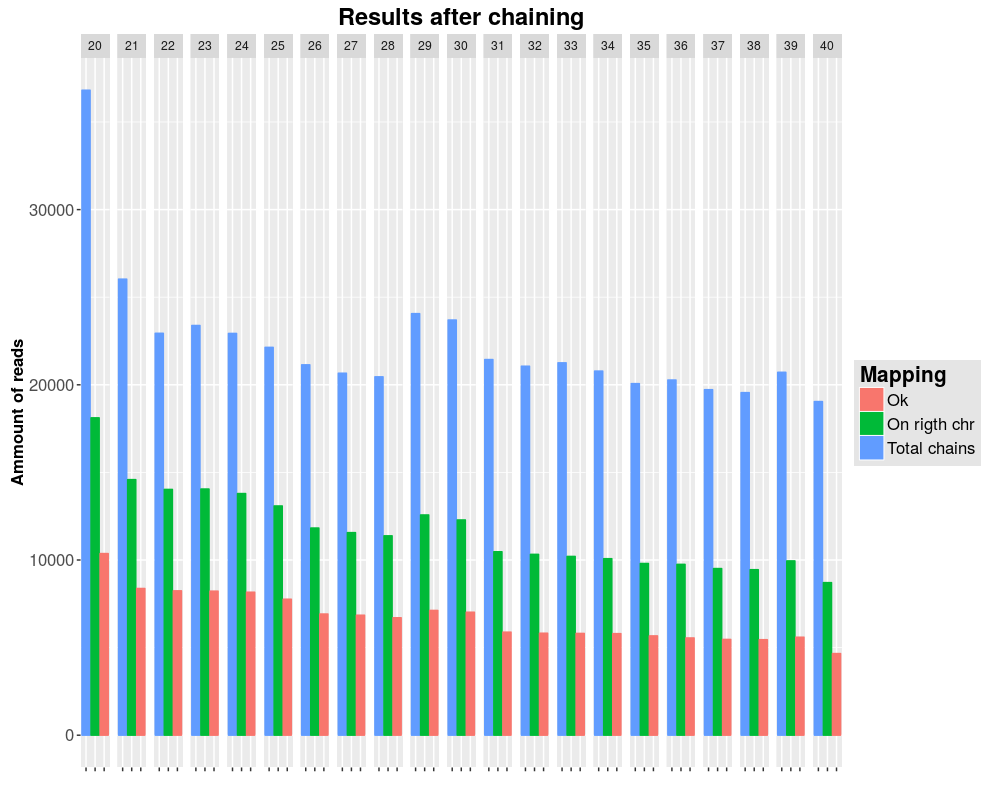 Results after chaining
20 21 22 23 24 25 26 27 28 29 30 31 32 33 34 35 36 37 38 39 40
30000
20000
10000
0
Ammount of reads
Mapping
Ok
On rigth chr
Total chains